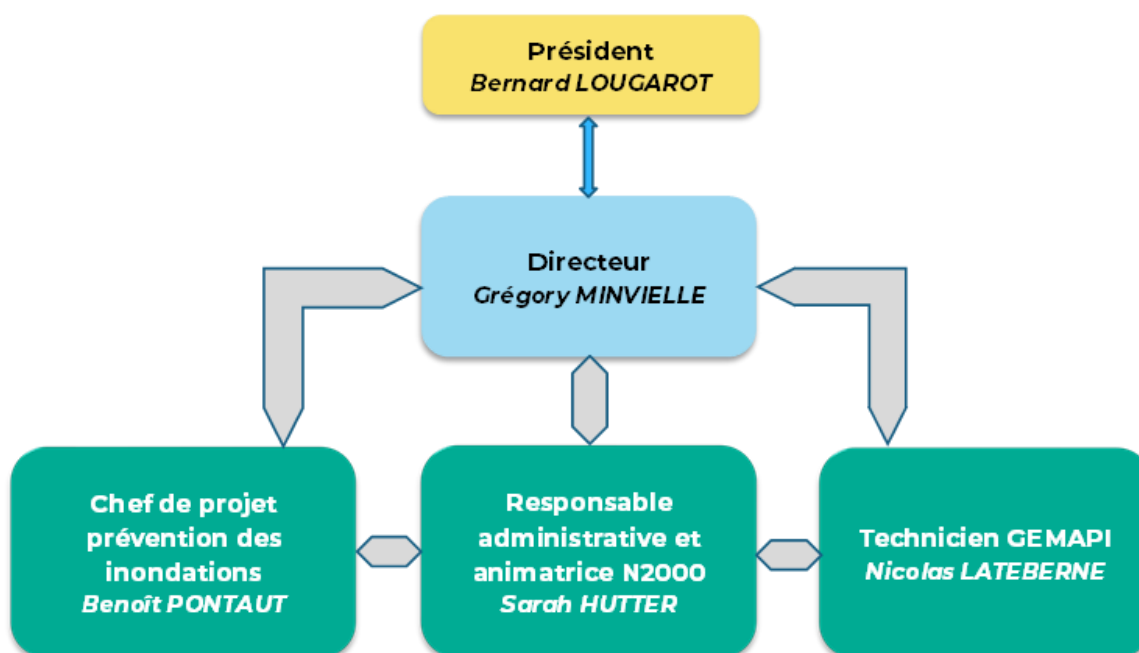 Président
Bernard LOUGAROT
Directeur
Grégory MINVIELLE
Chef de projet
prévention des
inondations
Benoît PONTAUT
Responsable
administrative et
animatrice N2000
Sarah HUTTER
Technicien GEMAPI
Nicolas LATEBERNE